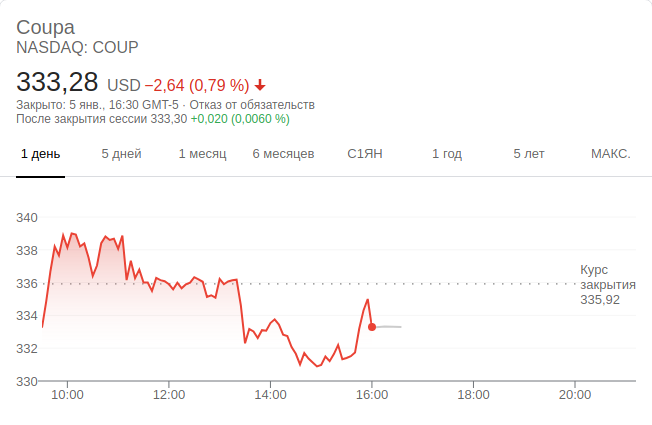 Coupa
NASDAQ: COUP
333,28 USD −2,64 (0,79 %)
Закрыто: 5 янв., 16:30 GMT-5 · Отказ от обязательств
После закрытия сессии 333,30 +0,020 (0,0060 %)
1 день 5 дней 1 месяц 6 месяцев С1ЯН 1 год 5 лет МАКС.
340
338
336
334
332
330
Курс
закрытия
335,92
10:00 12:00 14:00 16:00 18:00 20:00